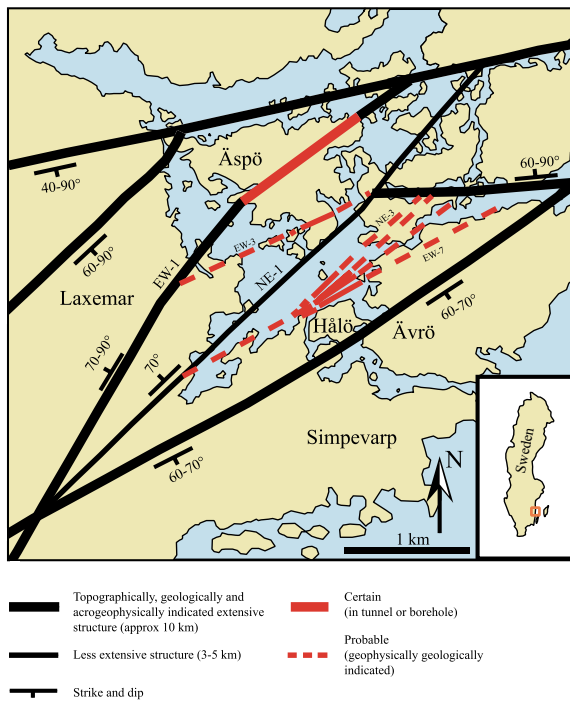 60-90°
Äspö
40-90°
NE-3
EW-3
60-90°
EW-1
EW-7
NE-1
Laxemar
Hålö
Ävrö
60-70°
70-90°
70°
Simpevarp
60-70°
Sweden
N
1 km
Topographically, geologically and
acrogeophysically indicated extensive
structure (approx 10 km)
Certain
(in tunnel or borehole)
Less extensive structure (3-5 km)
Probable
(geophysically geologically
indicated)
Strike and dip